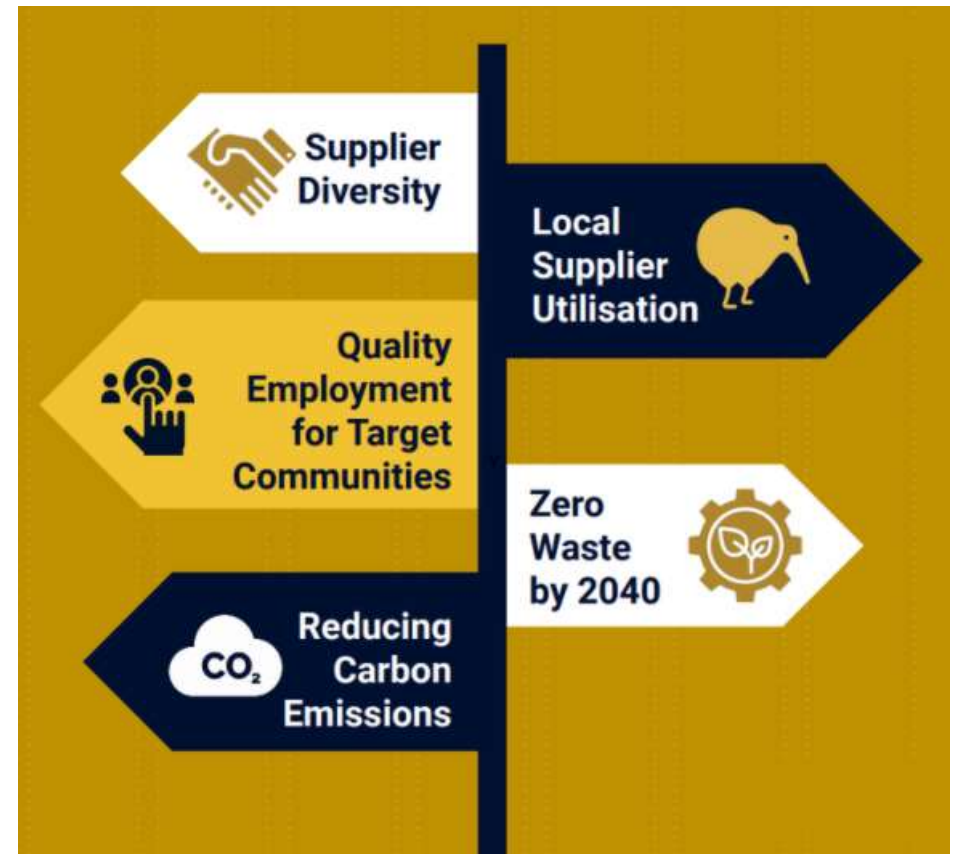 Supplier
Diversity
Local
Supplier
Utilisation
Quality
Employment
for Target
Communities
Zero
Waste
by 2040
CO₂
Reducing
Carbon
Emissions